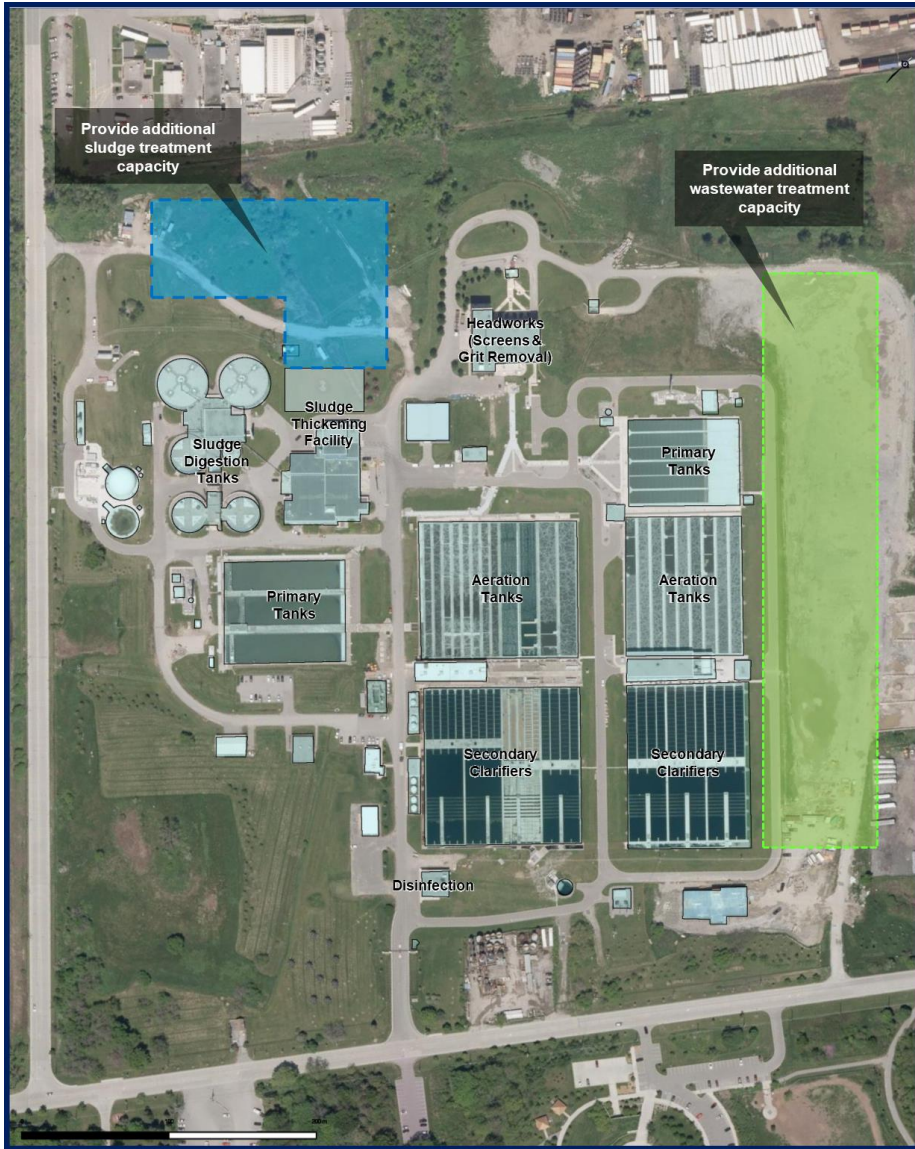 Provide additional
sludge treatment
capacity
Provide additional
wastewater treatment
capacity
Headworks
(Screens &
Grit Removal)
Sludge
Thickening
Facility
Sludge
Digestion
Tanks
Primary
Tanks
Primary
Tanks
Aeration
Tanks
Aeration
Tanks
Secondary
Clarifiers
Secondary
Clarifiers
Disinfection